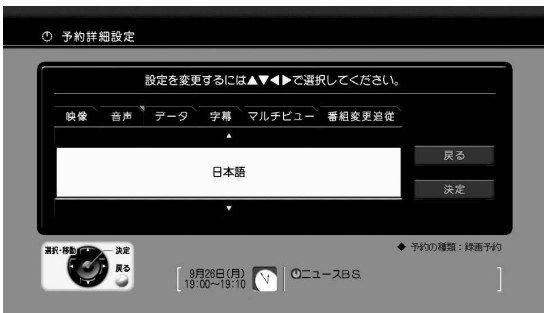 予約詳細設定
設定を変更するには▲▼◀▶で選択してください。
映像 音声 データ 字幕 マルチビュー 番組変更追従
▲
日本語
▼
戻る
決定
◆ 予約の種類：録画予約
選択・移動 決定
戻る
9月26日(月)
19:00～19:10
ニュースBS